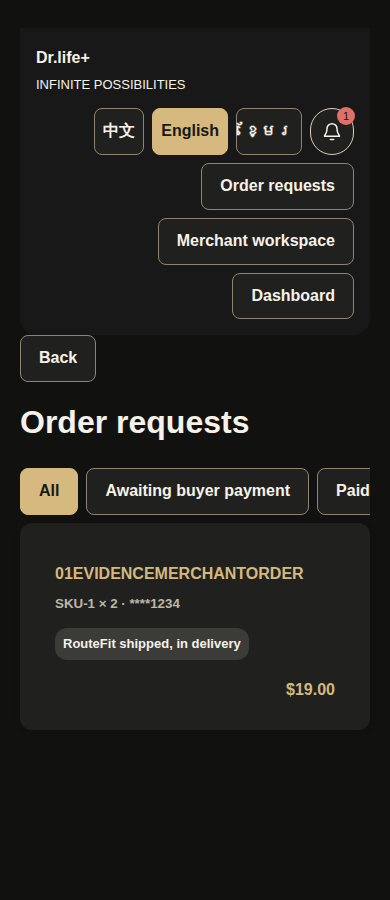 Dr.life+
INFINITE POSSIBILITIES
中文 English ខ្មែរ 1
Order requests
Merchant workspace
Dashboard
Back
Order requests
All Awaiting buyer payment Paid
01EVIDENCEMERCHANTORDER
SKU-1 × 2 · ****1234
RouteFit shipped, in delivery
$19.00